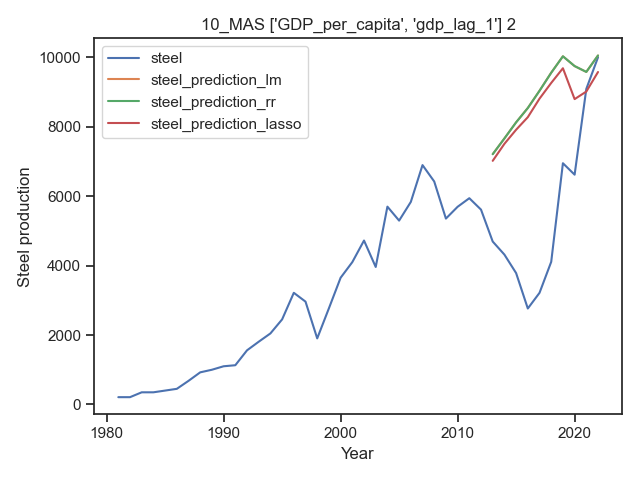 10_MAS ['GDP_per_capita', 'gdp_lag_1'] 2
steel
steel_prediction_lm
steel_prediction_rr
steel_prediction_lasso
10000
8000
6000
4000
2000
0
Steel production
1980
1990
2000
2010
2020
Year